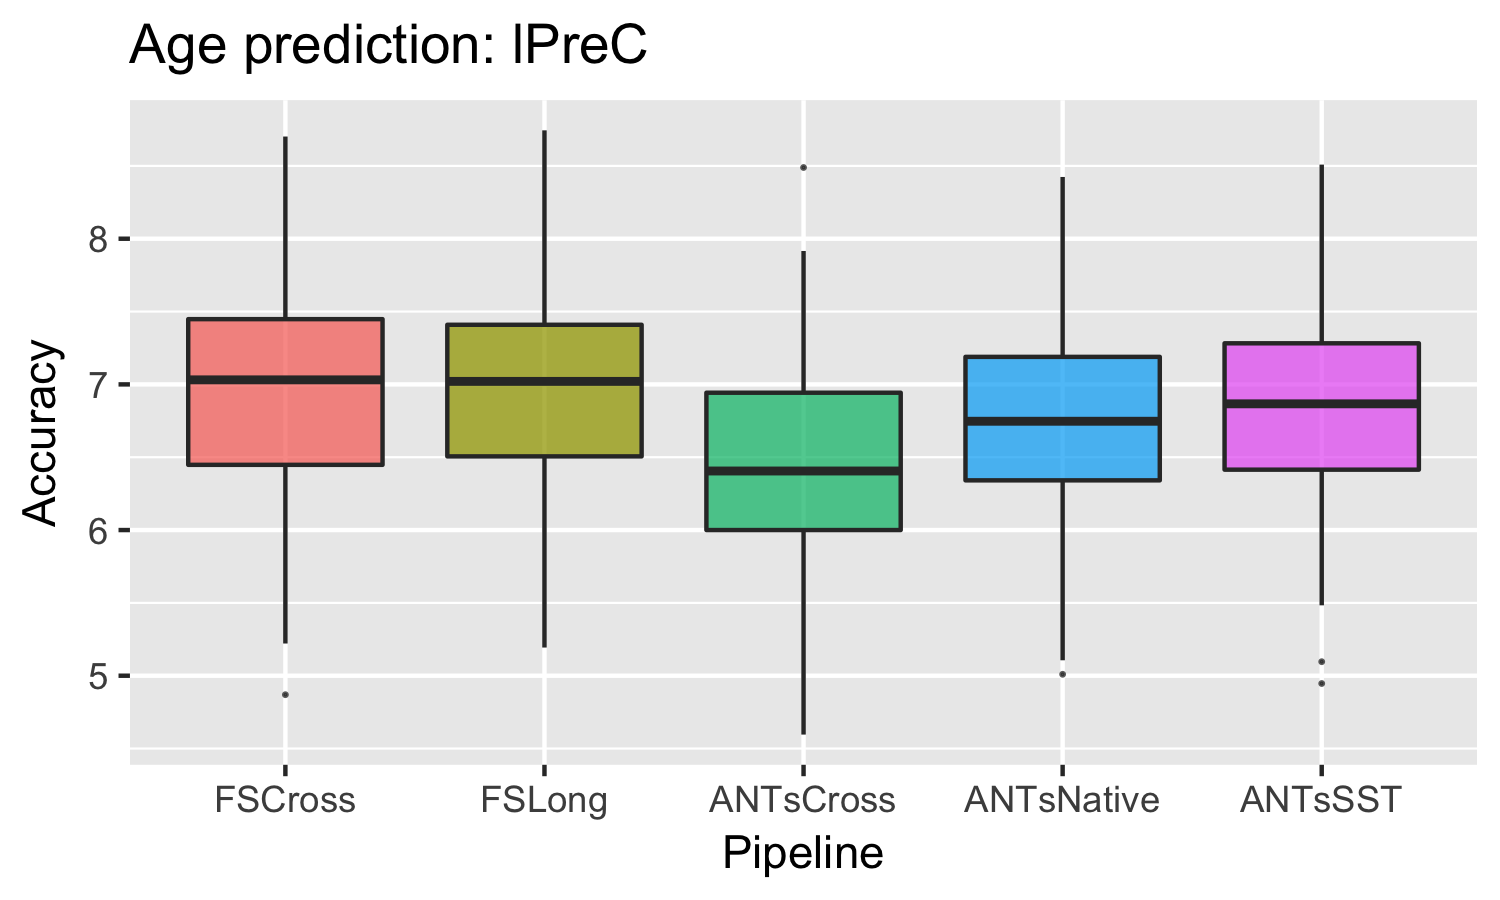 Age prediction: lPreC
8
7
6
5
Accuracy
FSCross FSLong ANTsCross ANTsNative ANTsSST
Pipeline